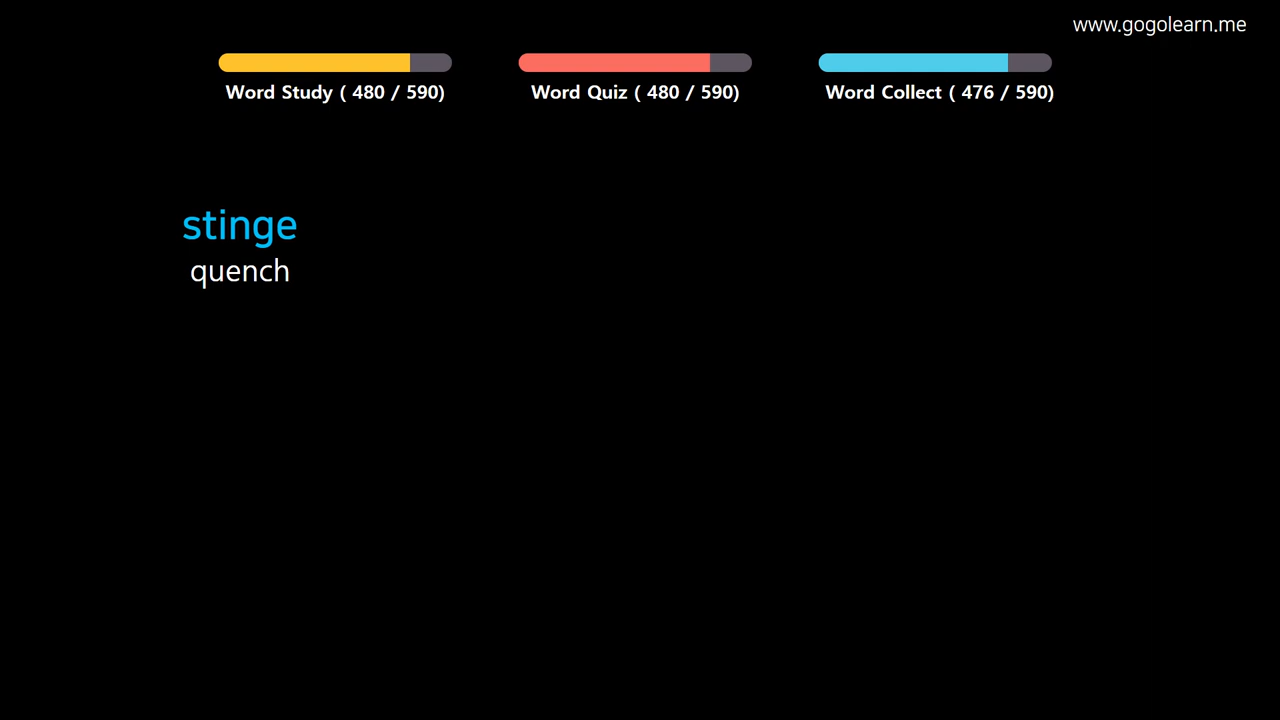 www.gogolearn.me
Word Study ( 480 / 590)
Word Quiz ( 480 / 590)
Word Collect ( 476 / 590)
stinge
quench